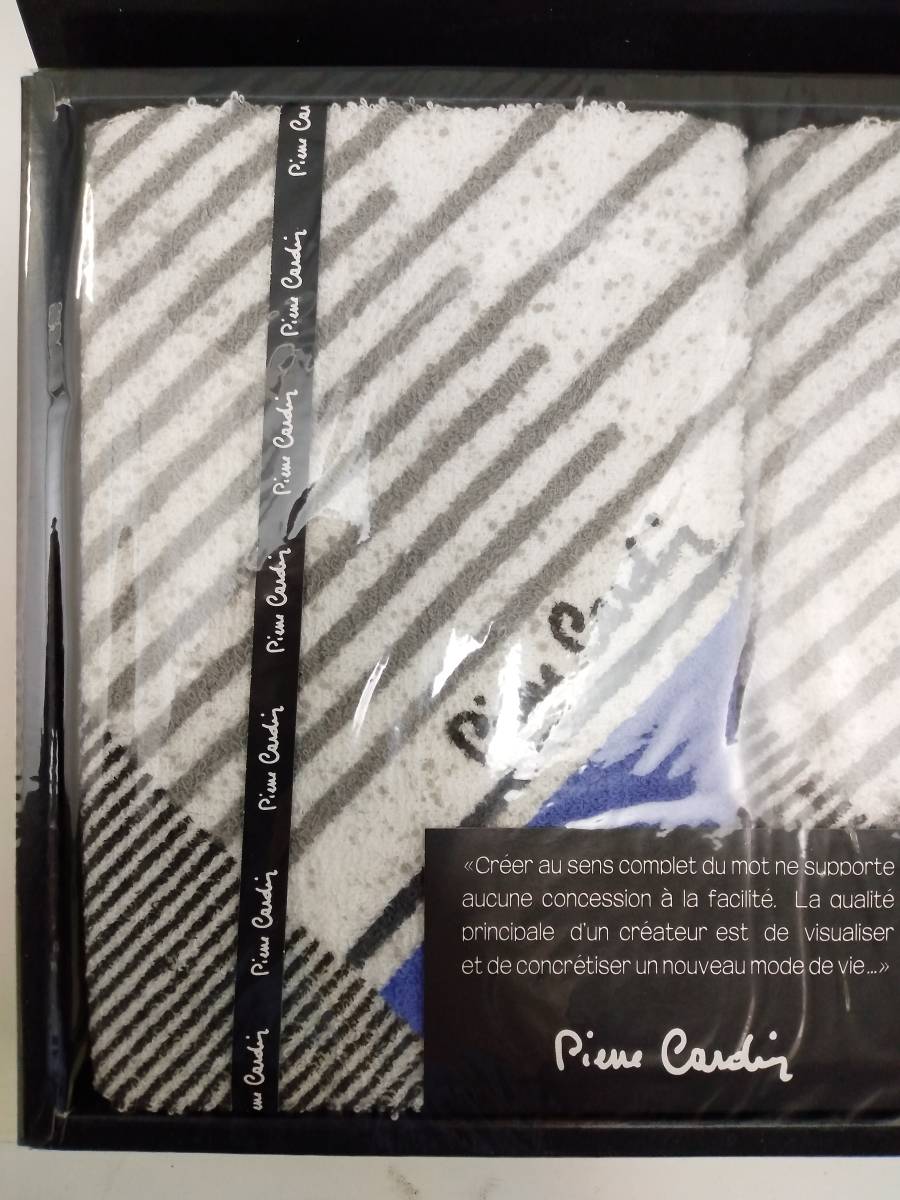 Pierre Ca
Pierre Cardin
Pierre Cardin
Pierre Cardin
Pierre Cardin
Pierre Cardin
Cardin
Pierre Cardin
«Créer au sens complet du mot ne supporte
aucune concession à la facilité. La qualité
principale d'un créateur est de visualiser
et de concrétiser un nouveau mode de vie...»
Pierre Cardin